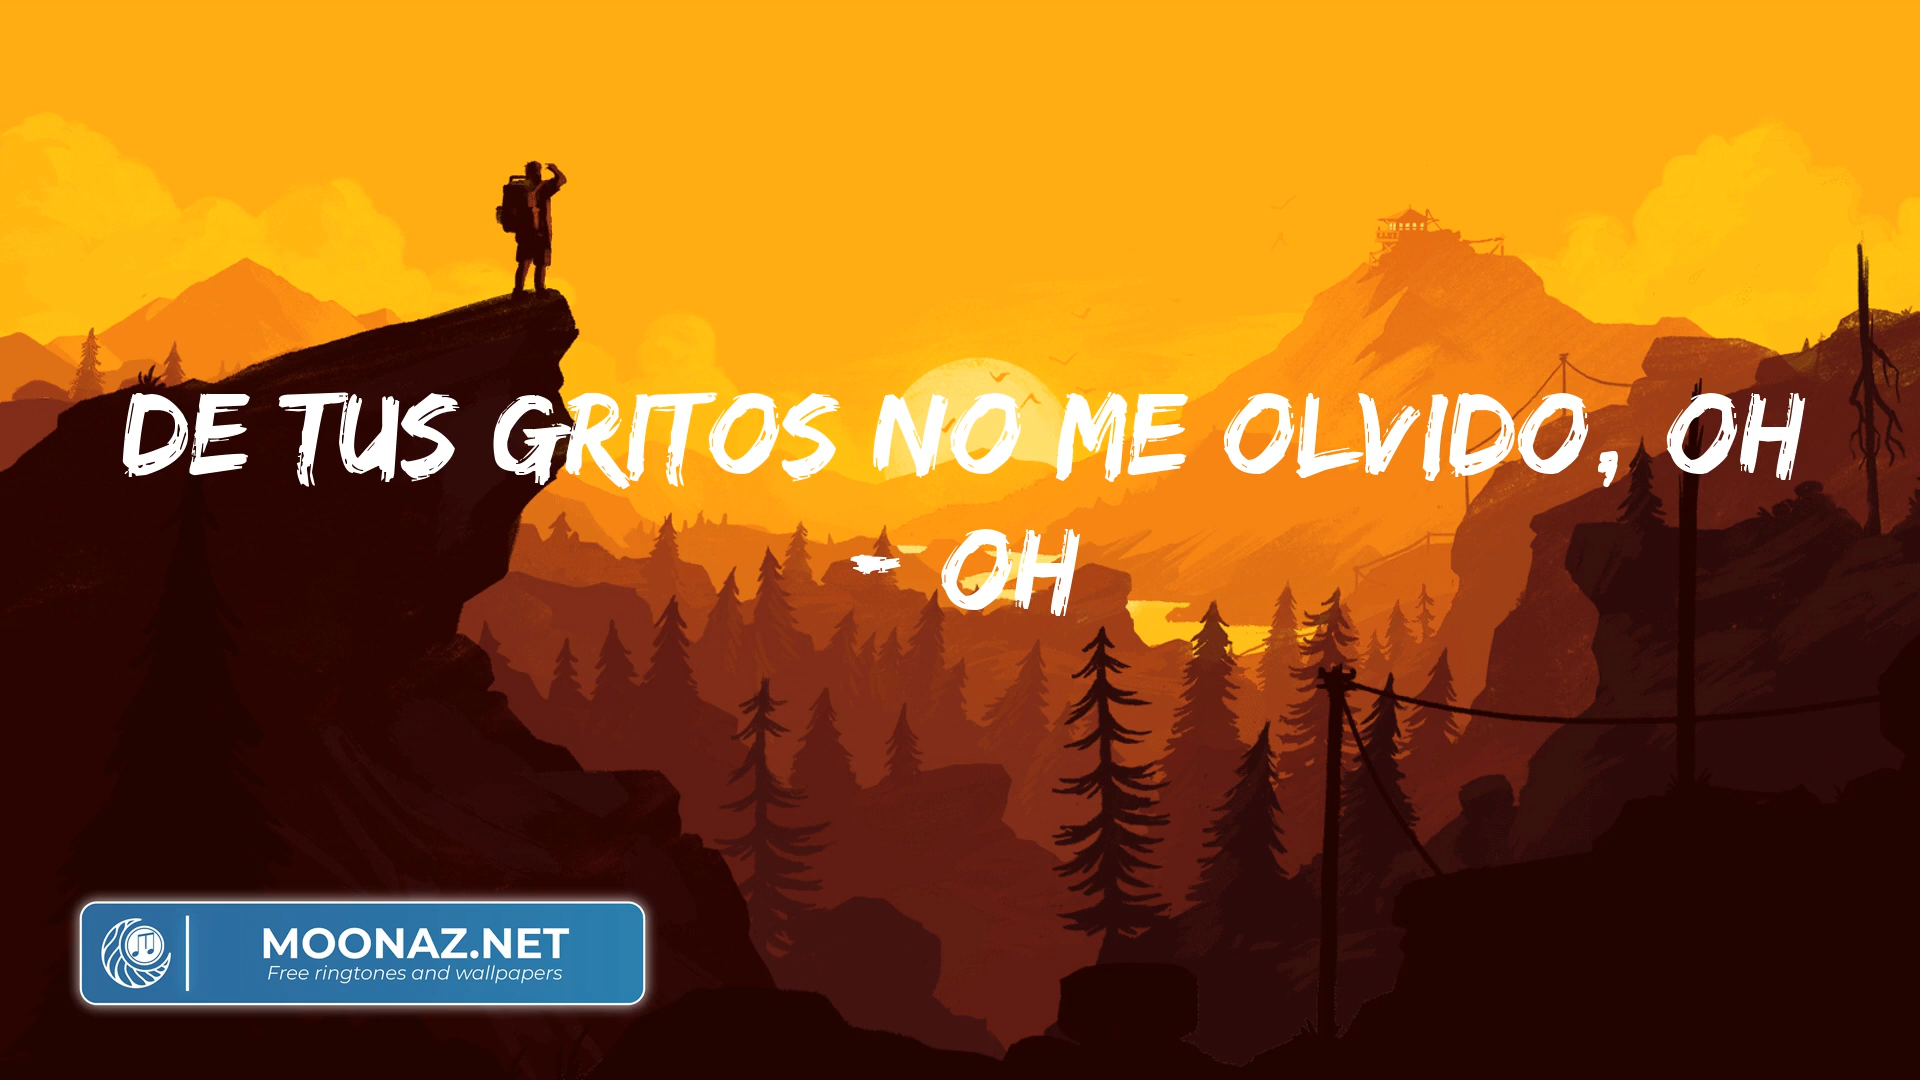 DE TUS GRITOS NO ME OLVIDO, OH
- OH
MOONAZ.NET
Free ringtones and wallpapers